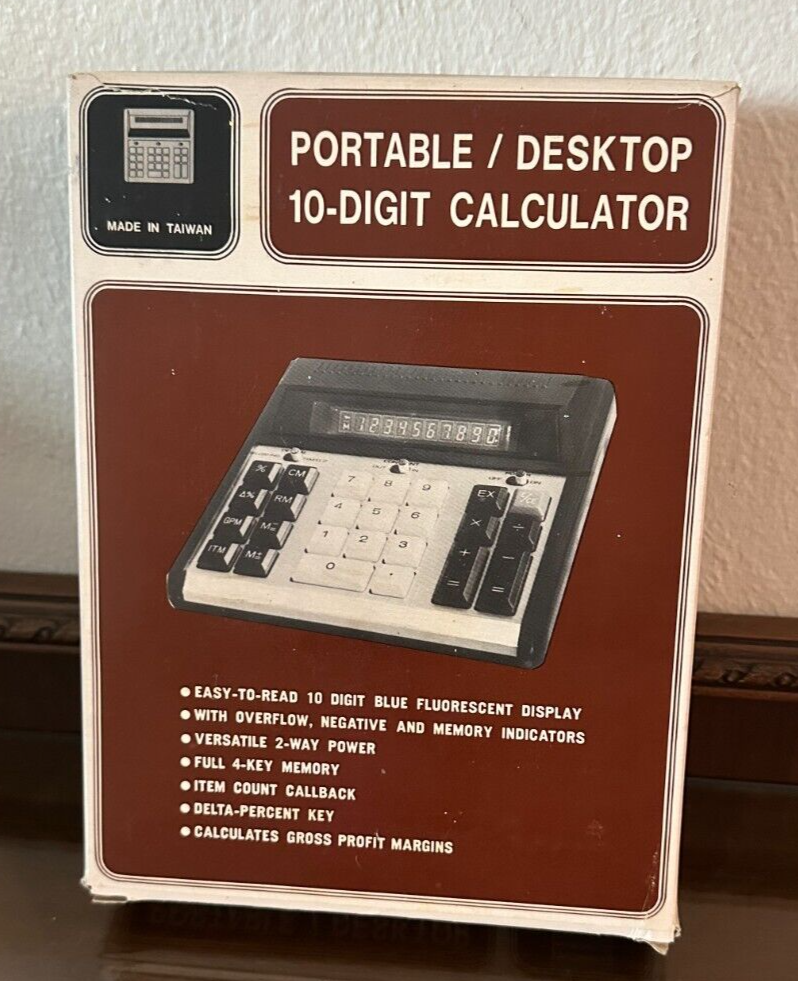 MADE IN TAIWAN
PORTABLE / DESKTOP
10-DIGIT CALCULATOR
M 1234567890
OFF ON
% CM
Δ% RM
GPM M=
ITM M±
7 8 9
4 5 6
1 2 3
0 .
EX
× ÷
+ −
= =
● EASY-TO-READ 10 DIGIT BLUE FLUORESCENT DISPLAY
● WITH OVERFLOW, NEGATIVE AND MEMORY INDICATORS
● VERSATILE 2-WAY POWER
● FULL 4-KEY MEMORY
● ITEM COUNT CALLBACK
● DELTA-PERCENT KEY
● CALCULATES GROSS PROFIT MARGINS